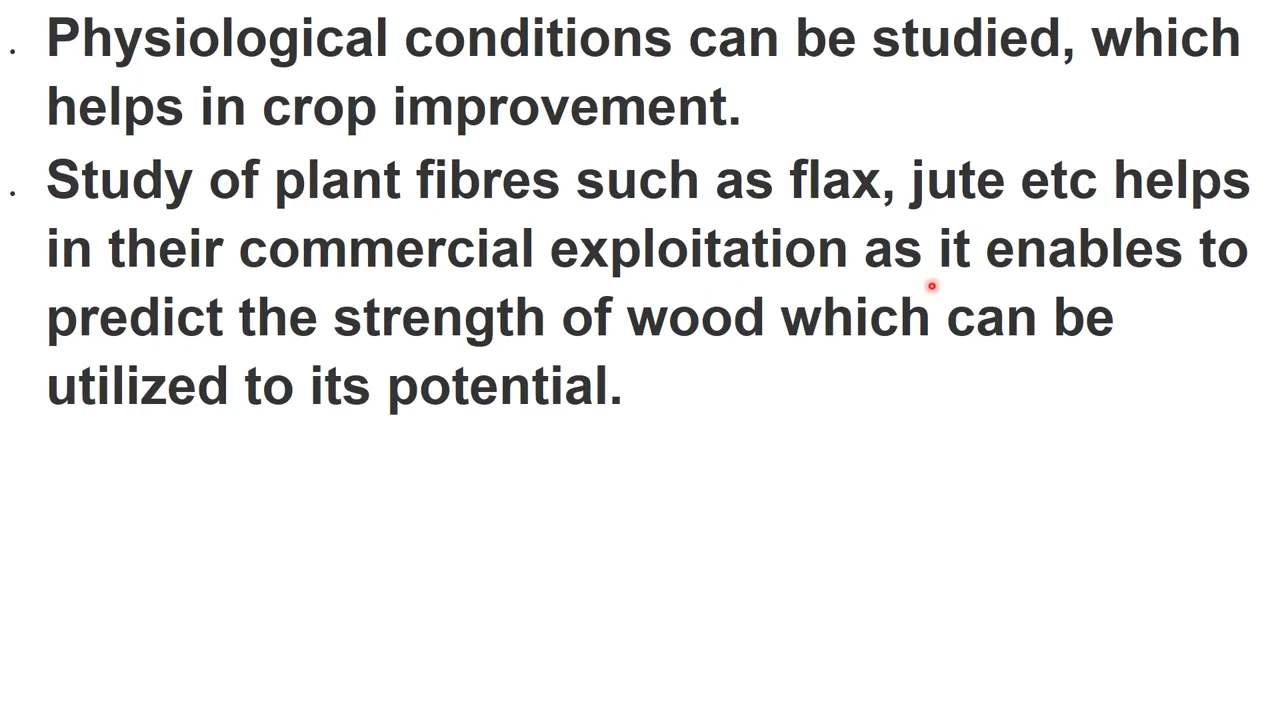 . Physiological conditions can be studied, which
helps in crop improvement.
. Study of plant fibres such as flax, jute etc helps
in their commercial exploitation as it enables to
predict the strength of wood which can be
utilized to its potential.